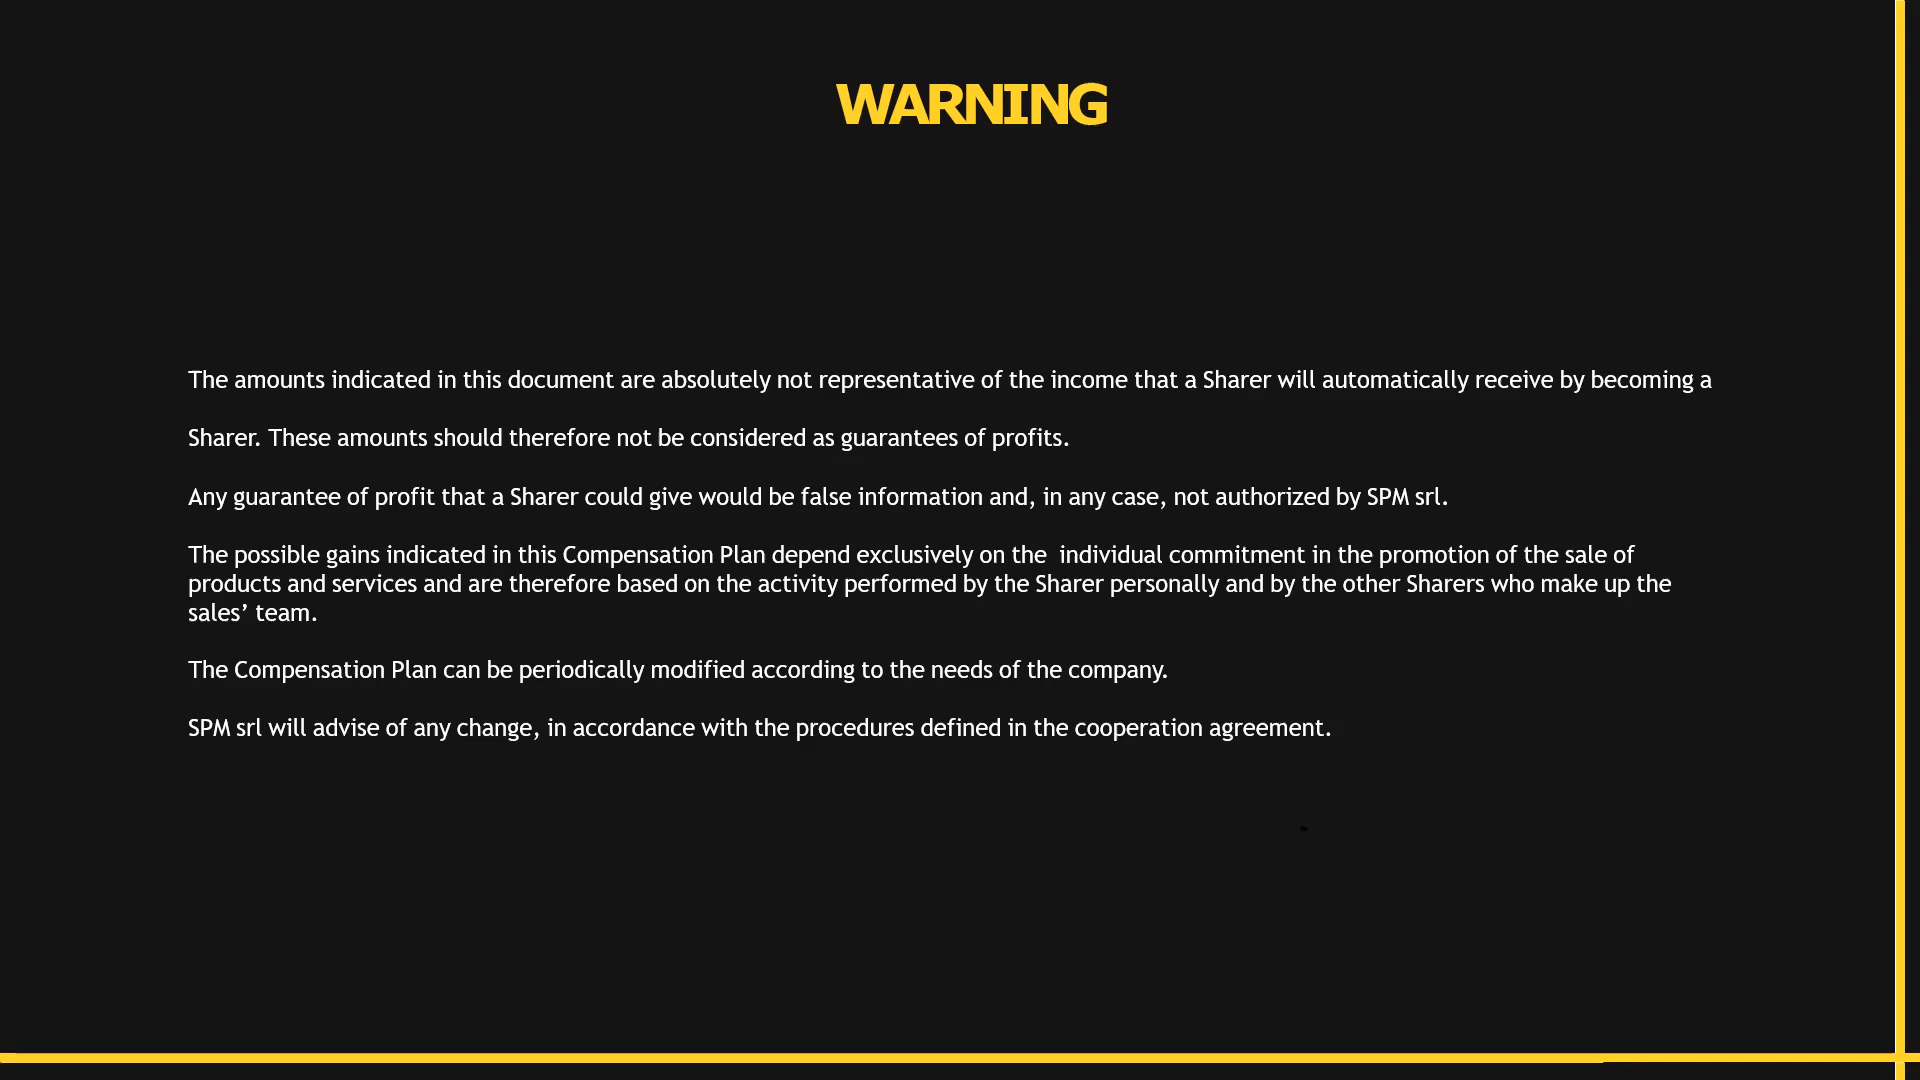 WARNING
The amounts indicated in this document are absolutely not representative of the income that a Sharer will automatically receive by becoming a
Sharer. These amounts should therefore not be considered as guarantees of profits.
Any guarantee of profit that a Sharer could give would be false information and, in any case, not authorized by SPM srl.
The possible gains indicated in this Compensation Plan depend exclusively on the  individual commitment in the promotion of the sale of
products and services and are therefore based on the activity performed by the Sharer personally and by the other Sharers who make up the
sales’ team.
The Compensation Plan can be periodically modified according to the needs of the company.
SPM srl will advise of any change, in accordance with the procedures defined in the cooperation agreement.